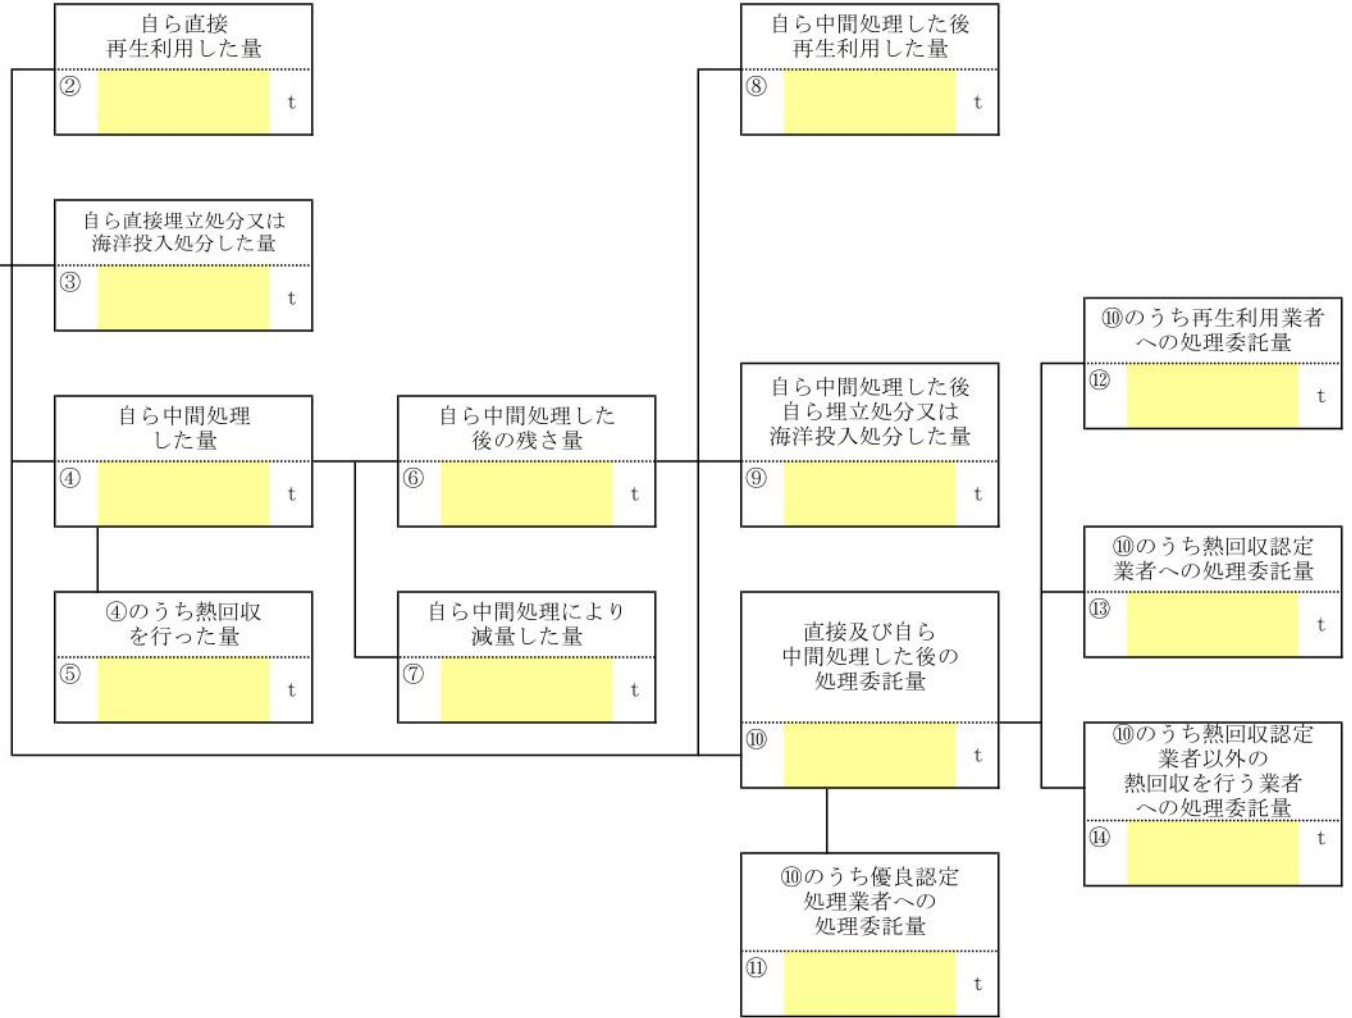 自ら直接
再生利用した量
②
t
自ら中間処理した後
再生利用した量
⑧
t
自ら直接埋立処分又は
海洋投入処分した量
③
t
⑩のうち再生利用業者
への処理委託量
⑫
t
自ら中間処理
した量
④
t
自ら中間処理した
後の残さ量
⑥
t
自ら中間処理した後
自ら埋立処分又は
海洋投入処分した量
⑨
t
⑩のうち熱回収認定
業者への処理委託量
⑬
t
④のうち熱回収
を行った量
⑤
t
自ら中間処理により
減量した量
⑦
t
直接及び自ら
中間処理した後の
処理委託量
⑩
t
⑩のうち熱回収認定
業者以外の
熱回収を行う業者
への処理委託量
⑭
t
⑩のうち優良認定
処理業者への
処理委託量
⑪
t